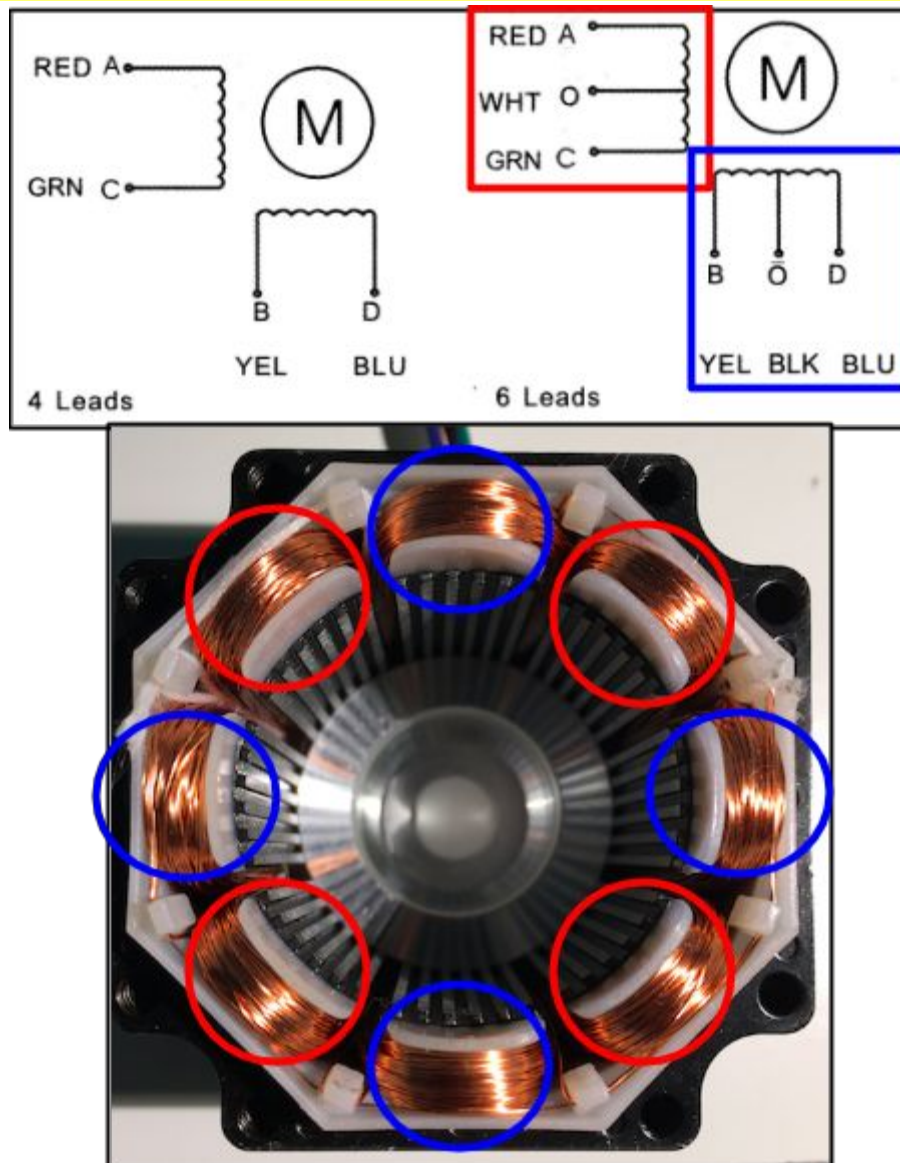 RED A
M
GRN C
B D
YEL BLU
4 Leads
RED A
WHT O
GRN C
M
B Ō D
YEL BLK BLU
6 Leads